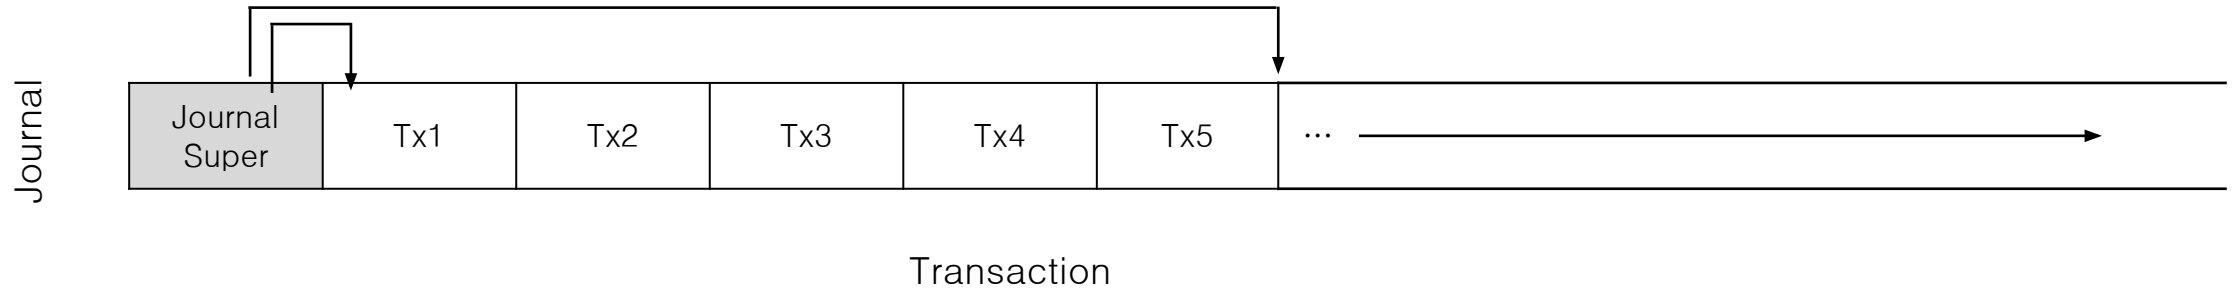 Journal
Journal
Super
Tx1
Tx2
Tx3
Tx4
Tx5
...
Transaction